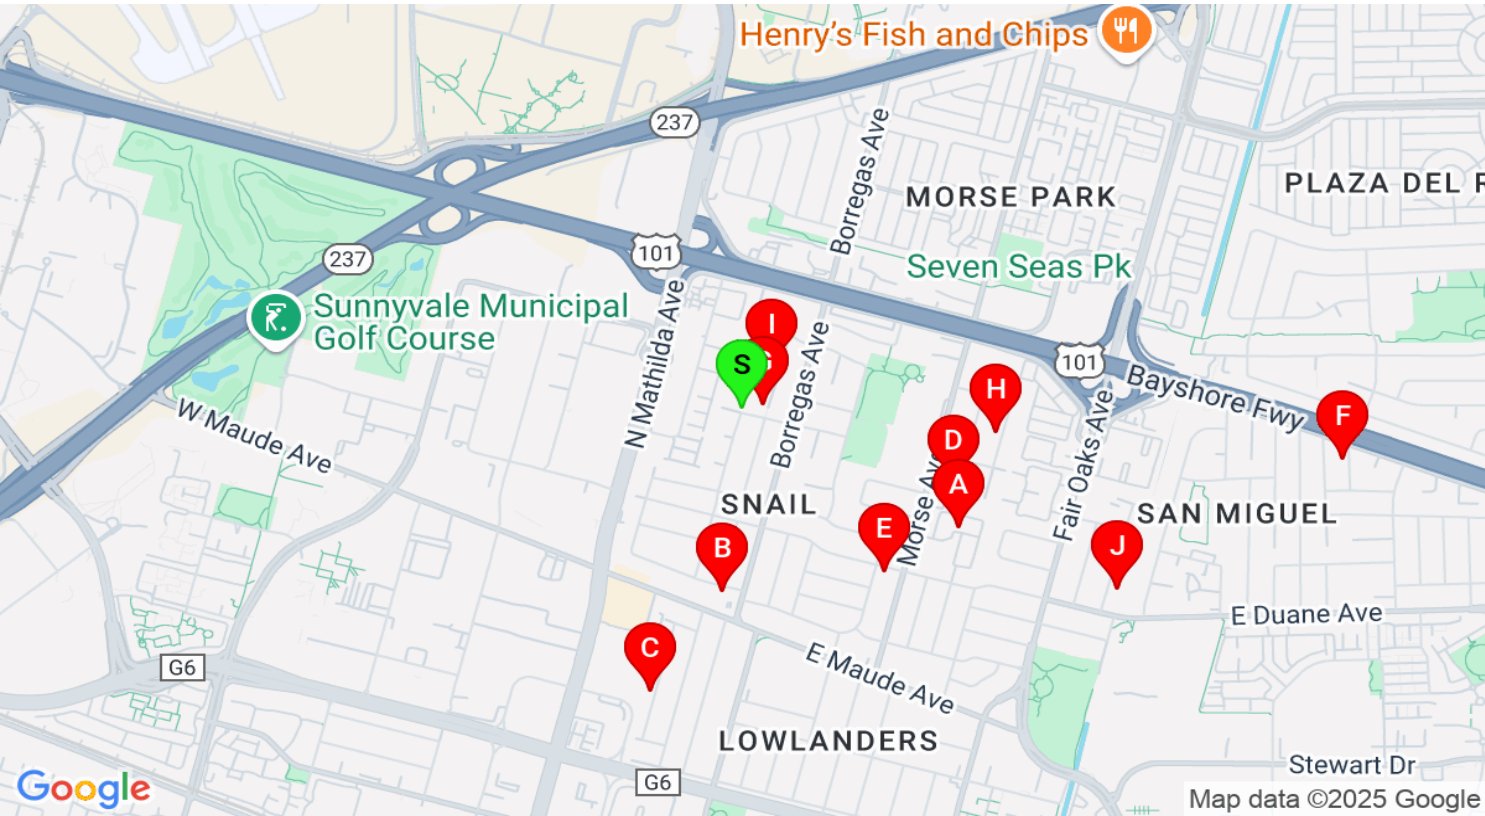 Henry's Fish and Chips
237
Borregas Ave
MORSE PARK
PLAZA DEL R
101
237
Seven Seas Pk
Sunnyvale Municipal
Golf Course
N Mathilda Ave
I
G
S
Borregas Ave
101
Bayshore Fwy
H
F
W Maude Ave
D
A
Morse Ave
Fair Oaks Ave
SNAIL
SAN MIGUEL
E
B
J
E Duane Ave
C
G6
E Maude Ave
LOWLANDERS
G6
Stewart Dr
Google
Map data ©2025 Google